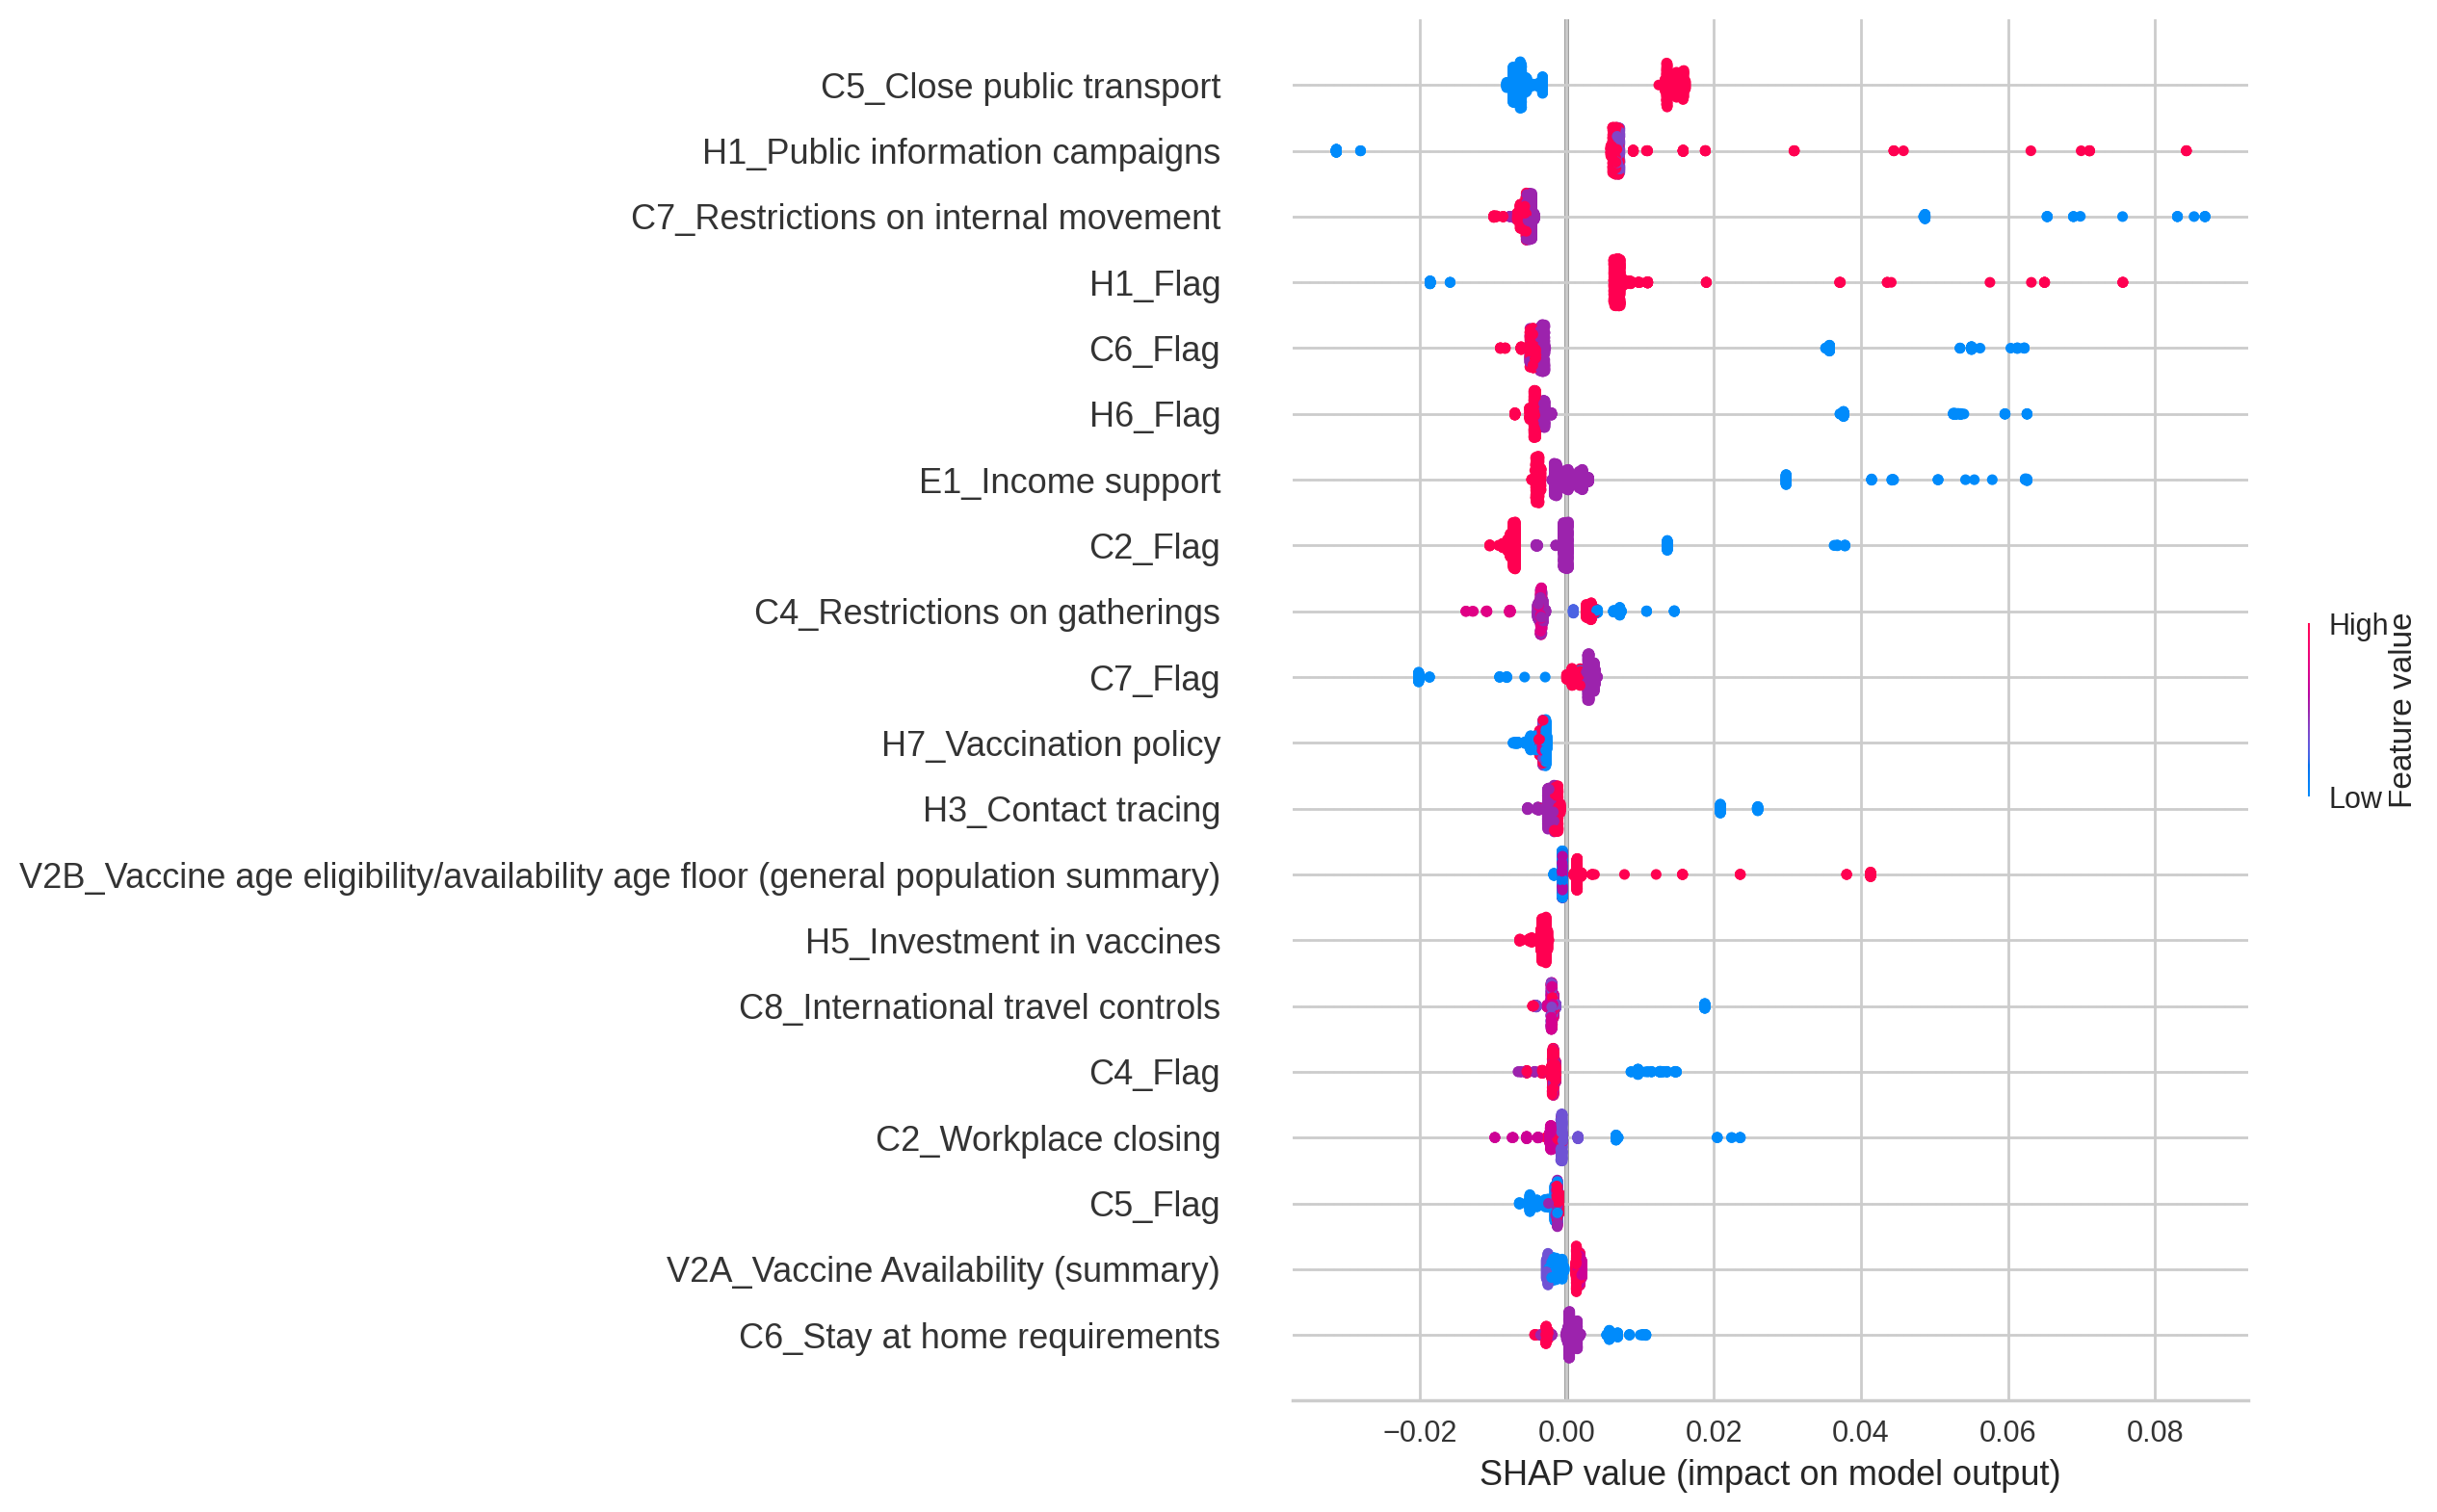 C5_Close public transport
H1_Public information campaigns
C7_Restrictions on internal movement
H1_Flag
C6_Flag
H6_Flag
E1_Income support
C2_Flag
C4_Restrictions on gatherings
C7_Flag
H7_Vaccination policy
H3_Contact tracing
V2B_Vaccine age eligibility/availability age floor (general population summary)
H5_Investment in vaccines
C8_International travel controls
C4_Flag
C2_Workplace closing
C5_Flag
V2A_Vaccine Availability (summary)
C6_Stay at home requirements
−0.02 0.00 0.02 0.04 0.06 0.08
SHAP value (impact on model output)
High
Low
Feature value